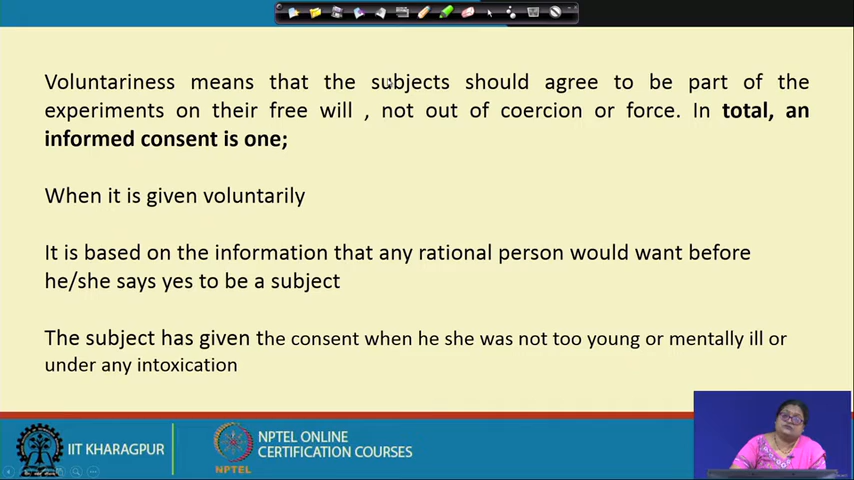 Voluntariness means that the subjects should agree to be part of the
experiments on their free will , not out of coercion or force. In total, an
informed consent is one;
When it is given voluntarily
It is based on the information that any rational person would want before
he/she says yes to be a subject
The subject has given the consent when he she was not too young or mentally ill or
under any intoxication
IIT KHARAGPUR
NPTEL
NPTEL ONLINE
CERTIFICATION COURSES